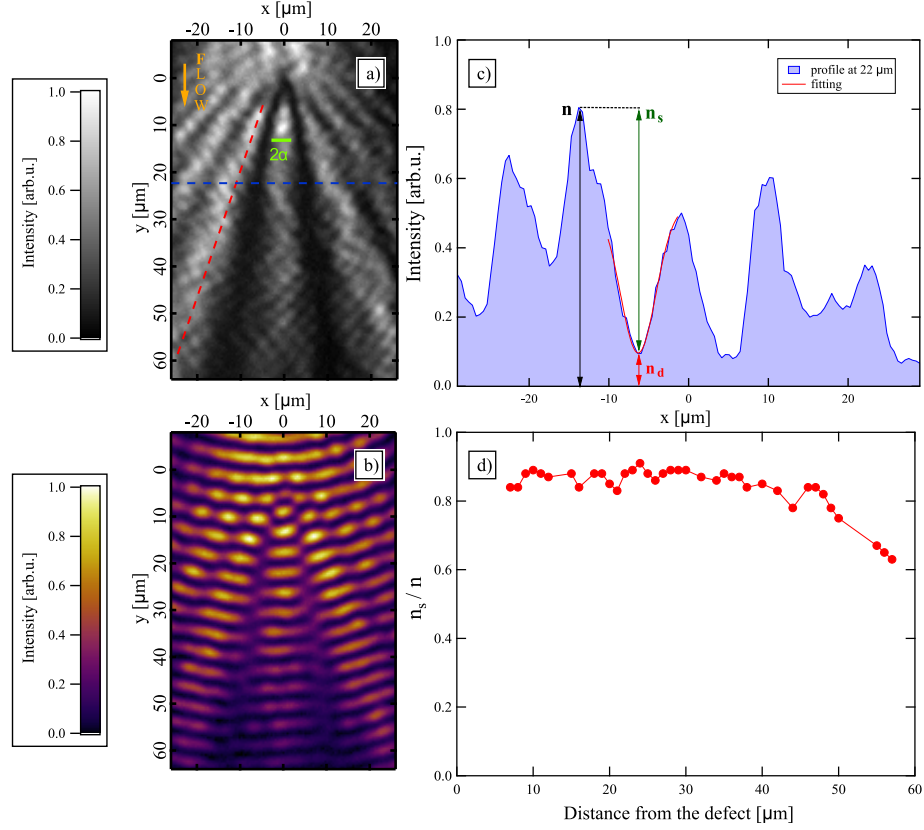 x [µm]
-20 -10 0 10 20
a)
F
L
O
W
2α
y [µm]
0
10
20
30
40
50
60
Intensity [arb.u.]
1.0
0.8
0.6
0.4
0.2
0.0
c)
profile at 22 µm
fitting
n
n_s
n_d
Intensity [arb.u.]
1.0
0.8
0.6
0.4
0.2
0.0
-20 -10 0 10 20
x [µm]
x [µm]
-20 -10 0 10 20
b)
y [µm]
0
10
20
30
40
50
60
Intensity [arb.u.]
1.0
0.8
0.6
0.4
0.2
0.0
d)
n_s / n
1.0
0.8
0.6
0.4
0.2
0.0
0 10 20 30 40 50 60
Distance from the defect [µm]